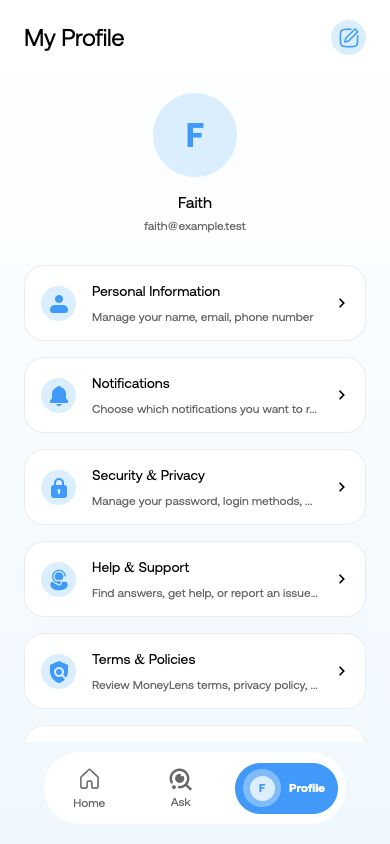 My Profile
F
Faith
faith@example.test
Personal Information
Manage your name, email, phone number
Notifications
Choose which notifications you want to r...
Security & Privacy
Manage your password, login methods, ...
Help & Support
Find answers, get help, or report an issue...
Terms & Policies
Review MoneyLens terms, privacy policy, ...
Home
Ask
F
Profile